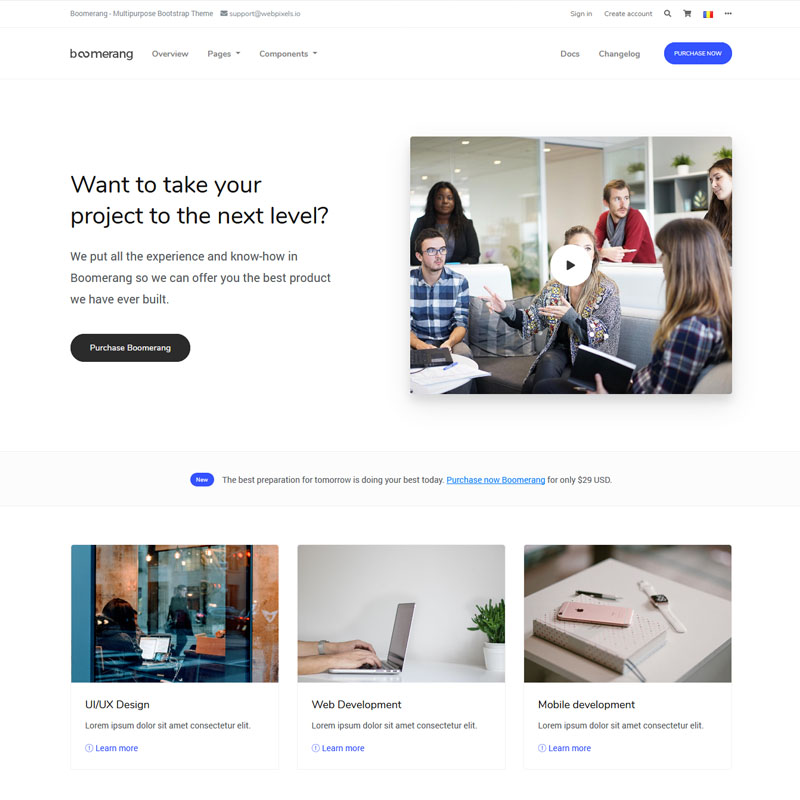 Boomerang - Multipurpose Bootstrap Theme support@webpixels.io Sign in Create account
boomerang Overview Pages Components Docs Changelog PURCHASE NOW
Want to take your
project to the next level?
We put all the experience and know-how in
Boomerang so we can offer you the best product
we have ever built.
Purchase Boomerang
New The best preparation for tomorrow is doing your best today. Purchase now Boomerang for only $29 USD.
UI/UX Design
Lorem ipsum dolor sit amet consectetur elit.
Learn more
Web Development
Lorem ipsum dolor sit amet consectetur elit.
Learn more
Mobile development
Lorem ipsum dolor sit amet consectetur elit.
Learn more